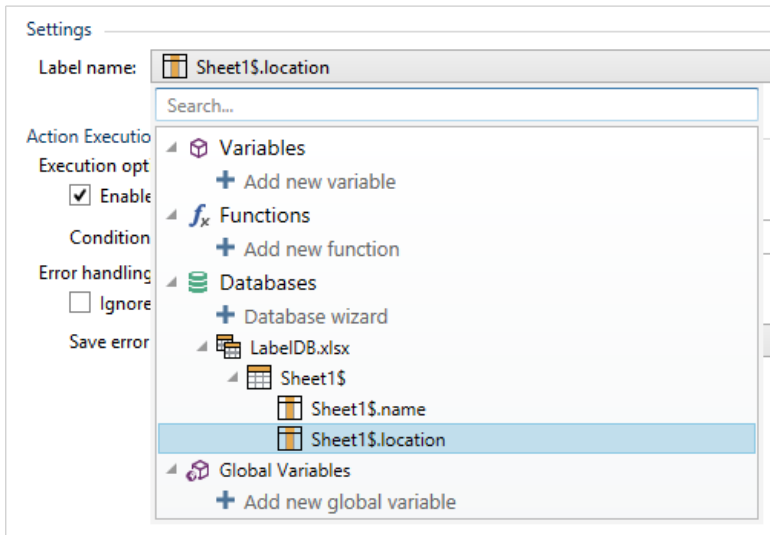 Settings
Label name: Sheet1$.location
Search...
Action Executio
Variables
Execution opt
Add new variable
Enable
Functions
Condition
Add new function
Error handling
Databases
Ignore
Database wizard
Save error
LabelDB.xlsx
Sheet1$
Sheet1$.name
Sheet1$.location
Global Variables
Add new global variable